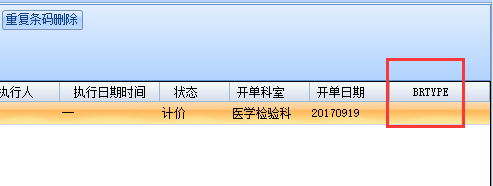 重复条码删除
执行人 执行日期时间 状态 开单科室 开单日期 BRTYPE
— 计价 医学检验科 20170919